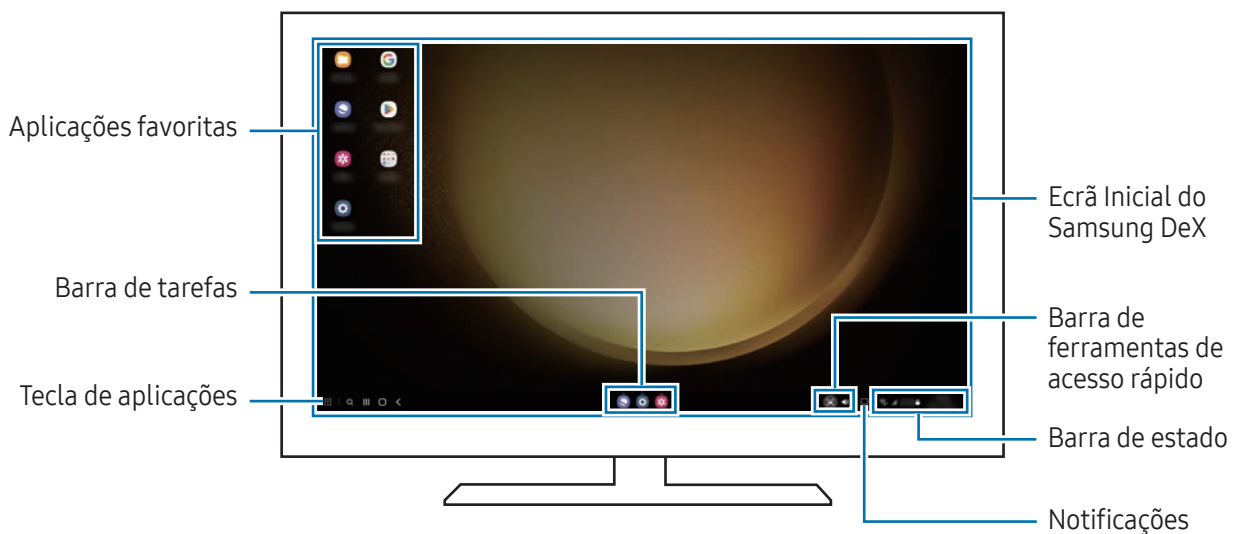 Aplicações favoritas
Barra de tarefas
Tecla de aplicações
Ecrã Inicial do
Samsung DeX
Barra de
ferramentas de
acesso rápido
Barra de estado
Notificações